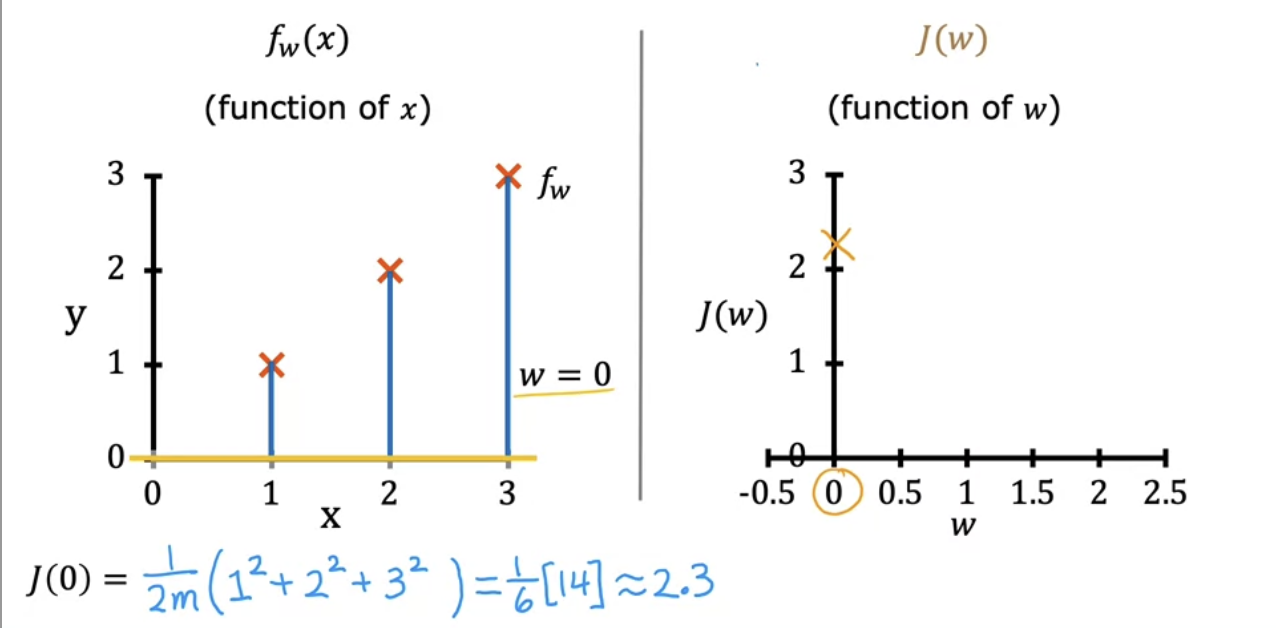 f_w(x)
(function of x)
3
2
y
1
0
0 1 2 3
x
f_w
w = 0
J(w)
(function of w)
3
2
J(w)
1
0
-0.5 0 0.5 1 1.5 2 2.5
w
J(0) = 1/2m (1² + 2² + 3² ) = 1/6 [14] ≈ 2.3